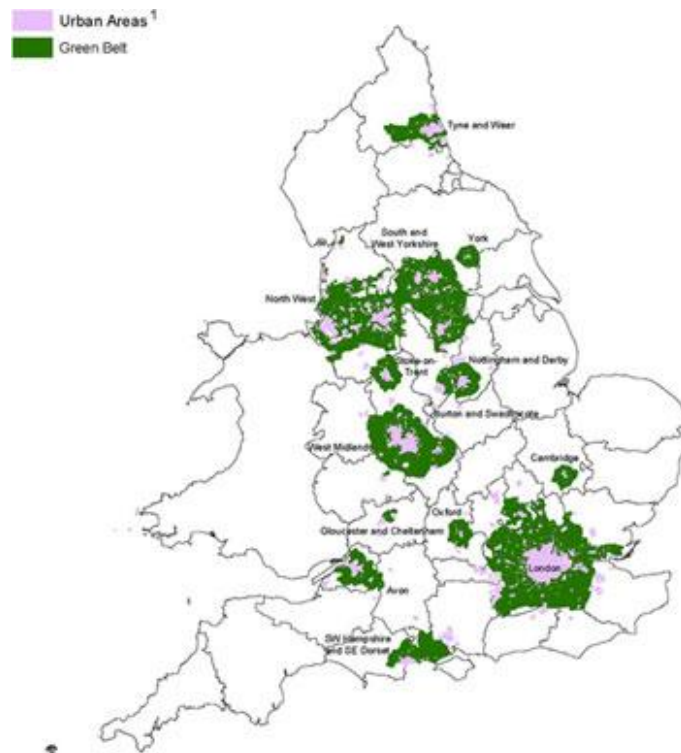 Urban Areas 1
Green Belt
Tyne and Wear
South and
West Yorkshire
York
North West
Stoke-on-
Trent
Nottingham and Derby
Burton and Swadlincote
West Midlands
Cambridge
Oxford
Gloucester and Cheltenham
London
Avon
SW Hampshire
and SE Dorset